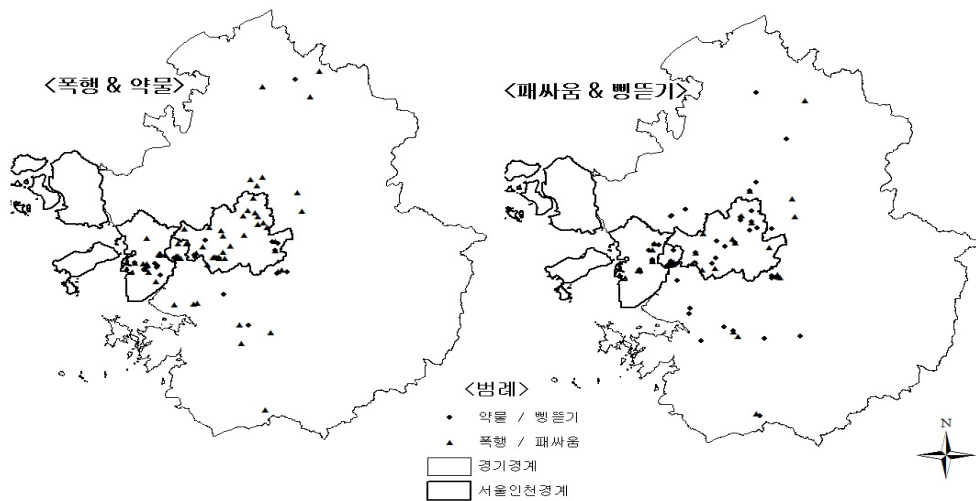 <폭행 & 약물>
<패싸움 & 삥뜯기>
<범례>
약물 / 삥뜯기
폭행 / 패싸움
경기경계
서울인천경계
N